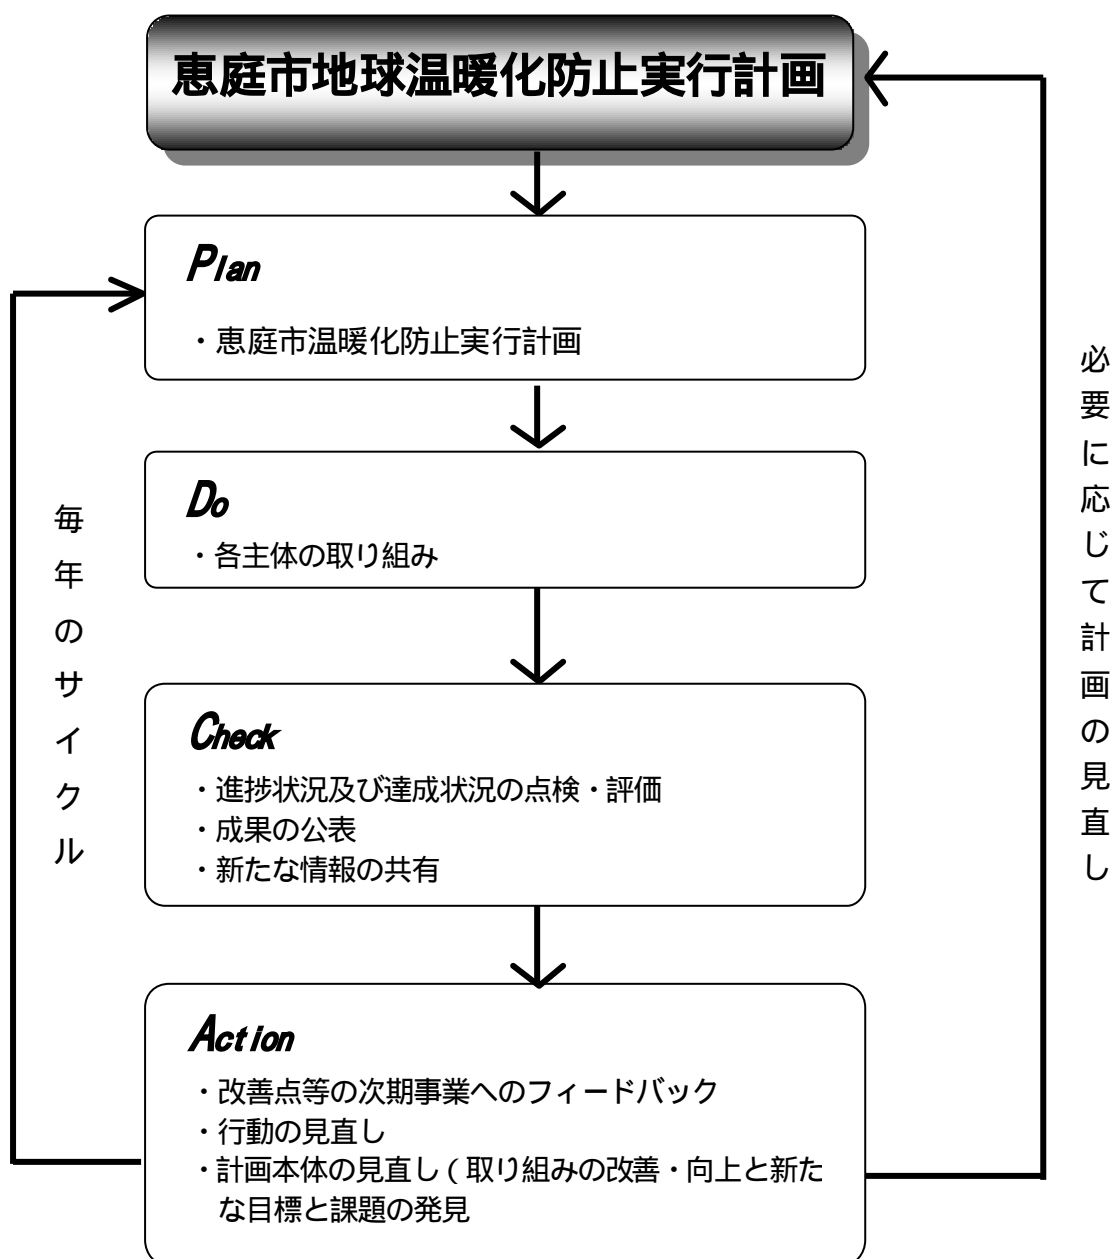 恵庭市地球温暖化防止実行計画
Plan
・恵庭市温暖化防止実行計画
Do
・各主体の取り組み
Check
・進捗状況及び達成状況の点検・評価
・成果の公表
・新たな情報の共有
Action
・改善点等の次期事業へのフィードバック
・行動の見直し
・計画本体の見直し(取り組みの改善・向上と新た
な目標と課題の発見
毎年のサイクル
必要に応じて計画の見直し